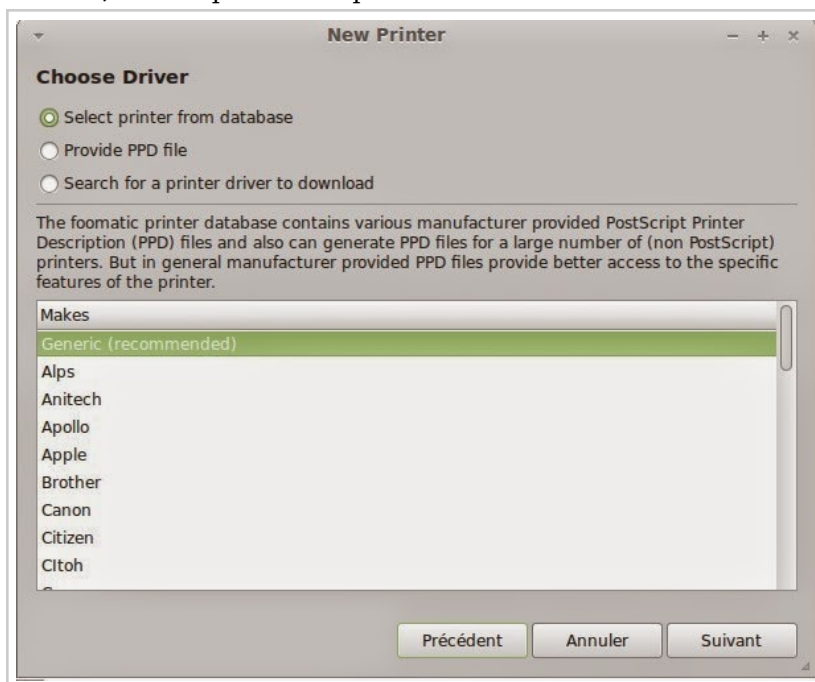 New Printer
Choose Driver
Select printer from database
Provide PPD file
Search for a printer driver to download
The foomatic printer database contains various manufacturer provided PostScript Printer
Description (PPD) files and also can generate PPD files for a large number of (non PostScript)
printers. But in general manufacturer provided PPD files provide better access to the specific
features of the printer.
Makes
Generic (recommended)
Alps
Anitech
Apollo
Apple
Brother
Canon
Citizen
CItoh
Précédent Annuler Suivant